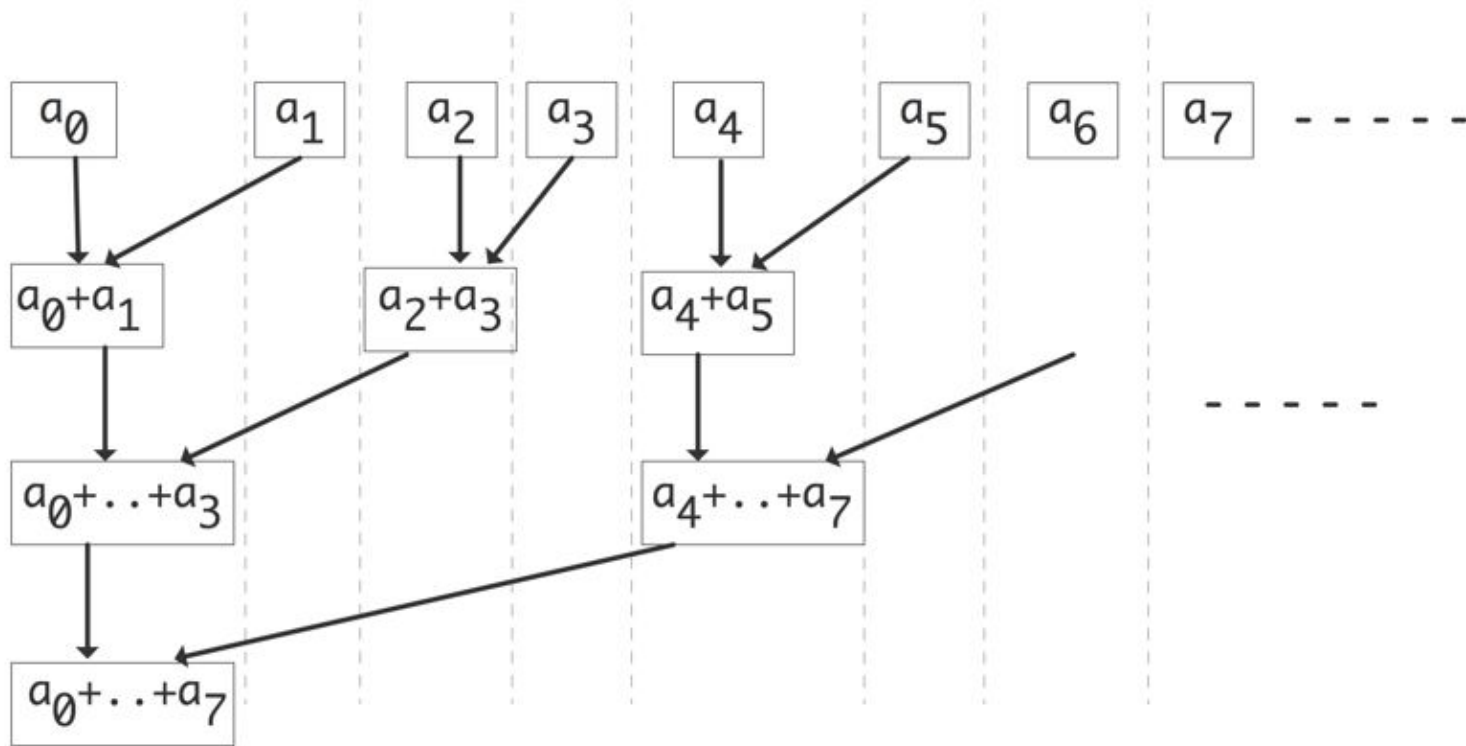 a₀ a₁ a₂ a₃ a₄ a₅ a₆ a₇ - - - - -
a₀+a₁ a₂+a₃ a₄+a₅
- - - - -
a₀+..+a₃ a₄+..+a₇
a₀+..+a₇